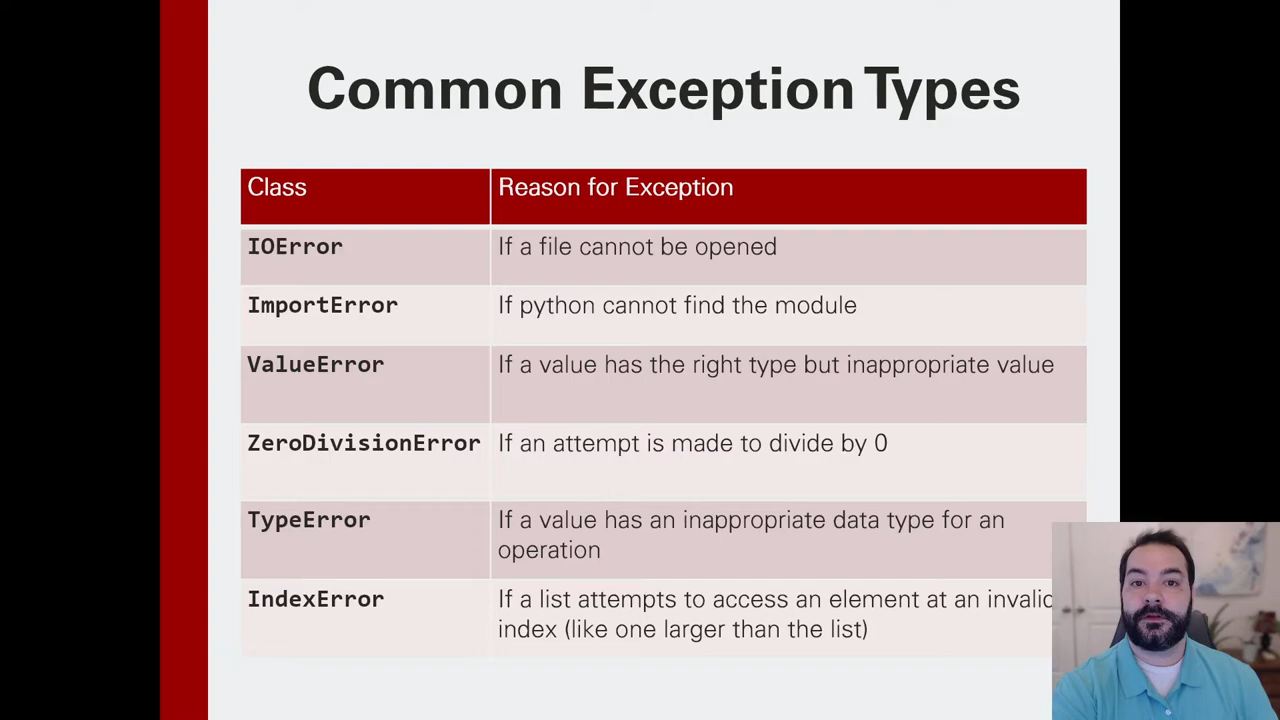 Common Exception Types
Class
Reason for Exception
IOError
If a file cannot be opened
ImportError
If python cannot find the module
ValueError
If a value has the right type but inappropriate value
ZeroDivisionError
If an attempt is made to divide by 0
TypeError
If a value has an inappropriate data type for an
operation
IndexError
If a list attempts to access an element at an invalid
index (like one larger than the list)